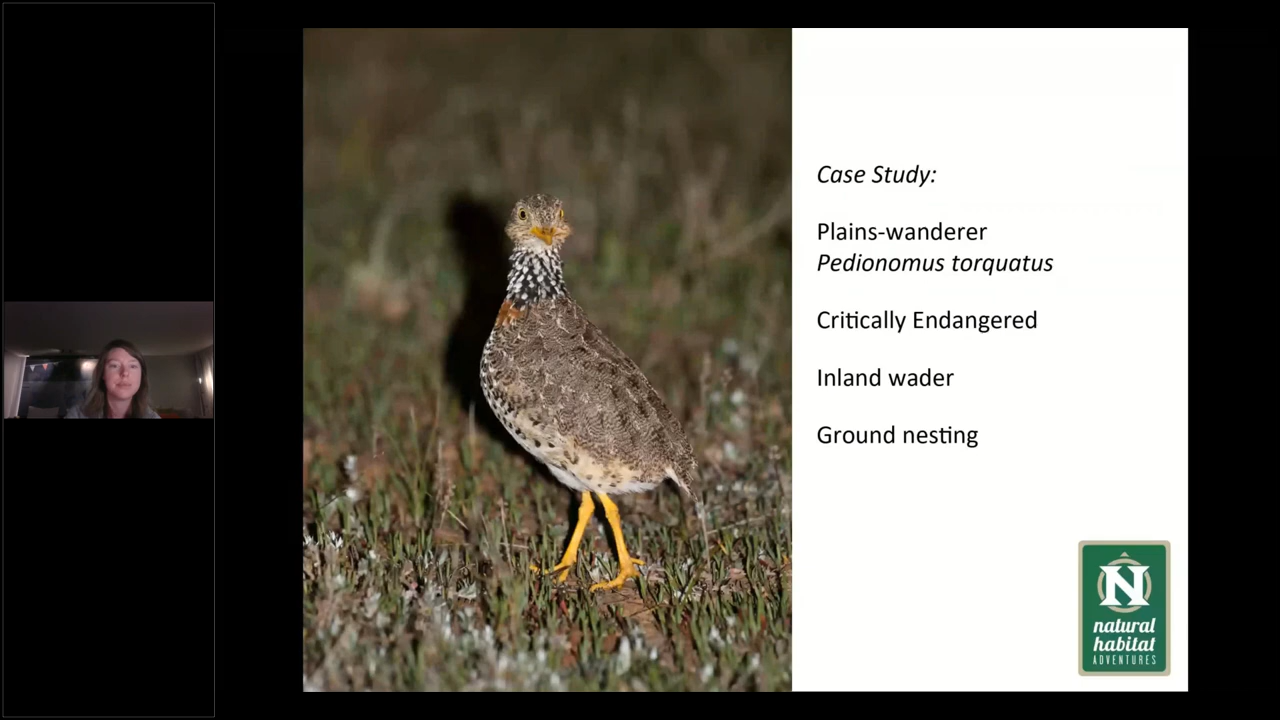 Case Study:
Plains-wanderer
Pedionomus torquatus
Critically Endangered
Inland wader
Ground nesting
N
natural
habitat
ADVENTURES